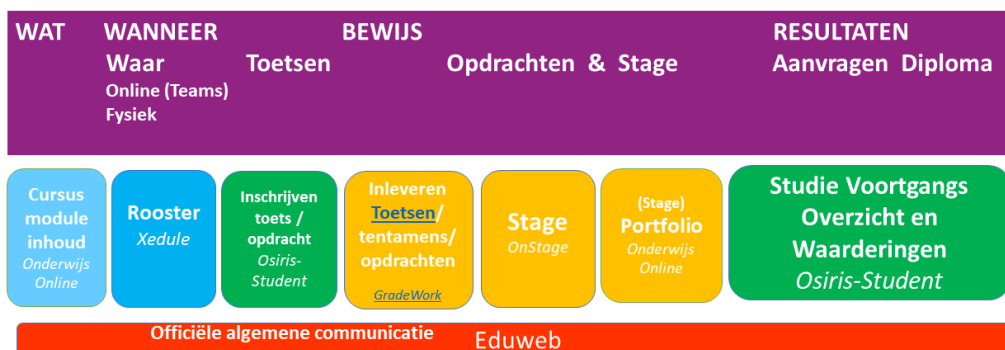 WAT WANNEER BEWIJS RESULTATEN
Waar Toetsen Opdrachten & Stage Aanvragen Diploma
Online (Teams)
Fysiek
Cursus
module
inhoud
Onderwijs
Online
Rooster
Xedule
Inschrijven
toets /
opdracht
Osiris-
Student
Inleveren
Toetsen/
tentamens/
opdrachten
GradeWork
Stage
OnStage
(Stage)
Portfolio
Onderwijs
Online
Studie Voortgangs
Overzicht en
Waarderingen
Osiris-Student
Officiële algemene communicatie Eduweb